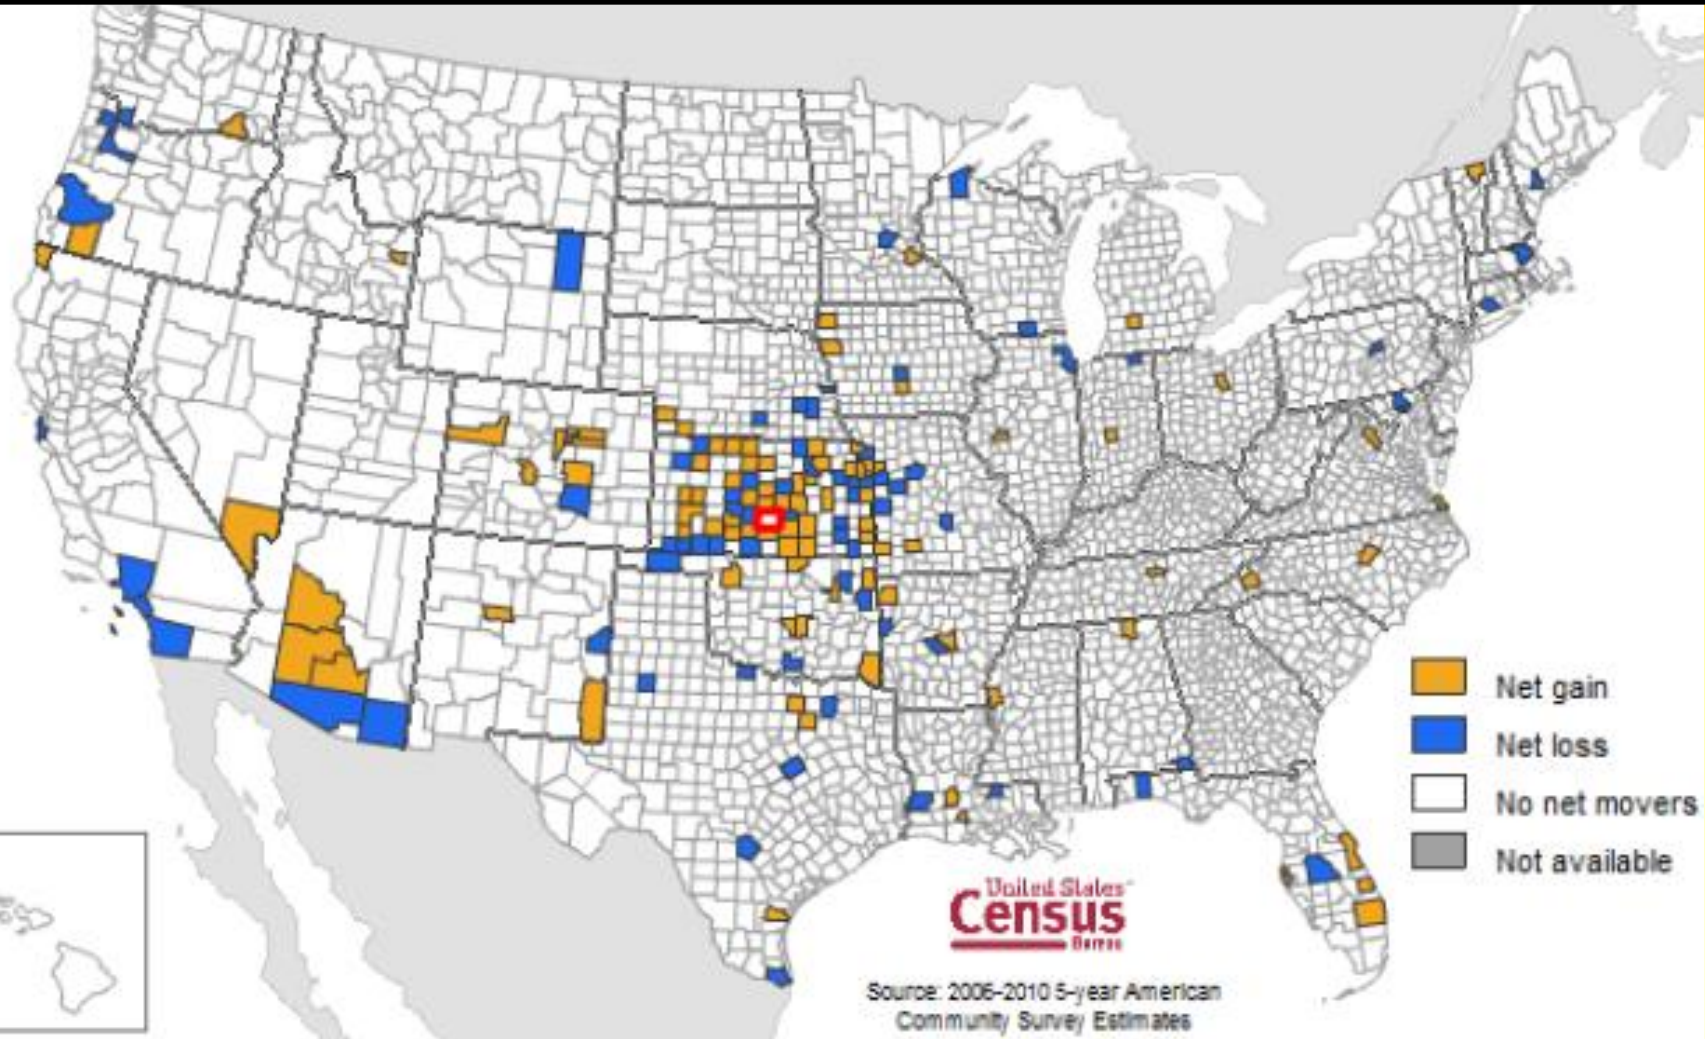 Net gain
Net loss
No net movers
Not available
United States
Census
Bureau
Source: 2006-2010 5-year American
Community Survey Estimates